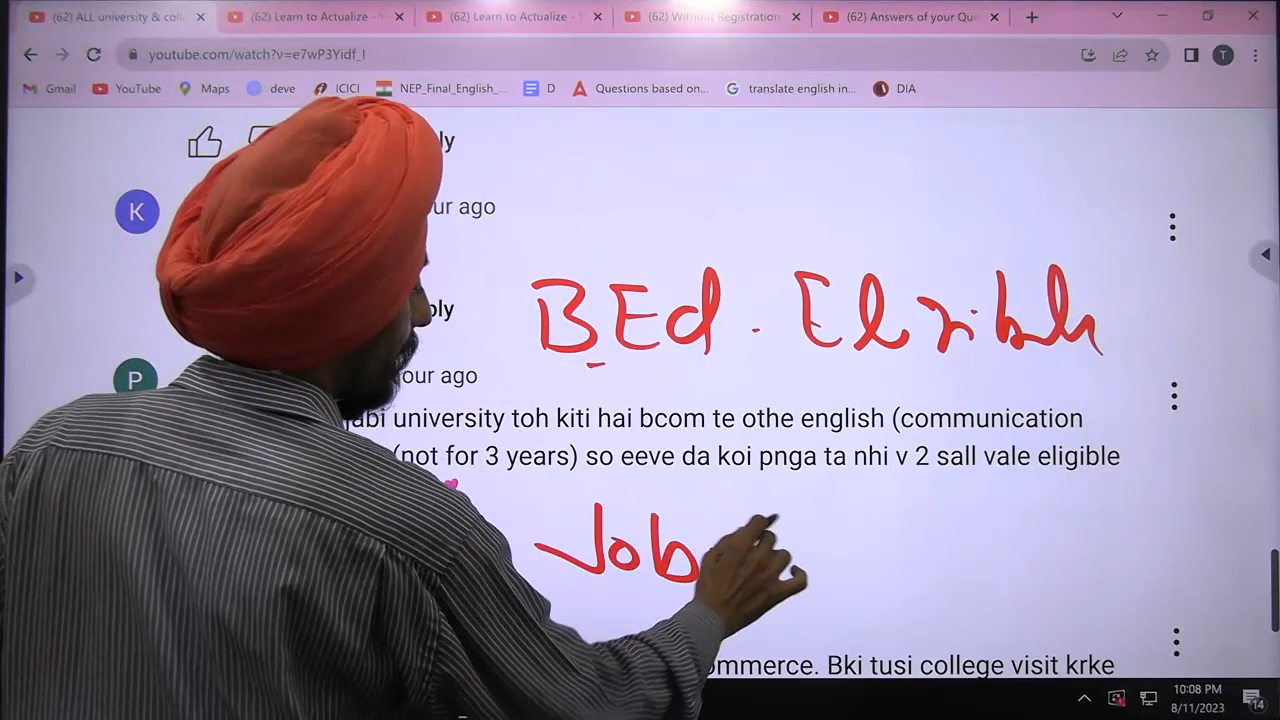 (62) ALL university & coll
(62) Learn to Actualize -
(62) Learn to Actualize -
(62) Without Registration
(62) Answers of your Que
youtube.com/watch?v=e7wP3Yidf_I
T
Gmail
YouTube
Maps
deve
ICICI
NEP_Final_English_...
D
Questions based on...
translate english in...
DIA
ply
K
our ago
ply
BEd. Eligible
P
our ago
jabi university toh kiti hai bcom te othe english (communication
(not for 3 years) so eeve da koi pnga ta nhi v 2 sall vale eligible
Job
ommerce. Bki tusi college visit krke
10:08 PM
8/11/2023
14